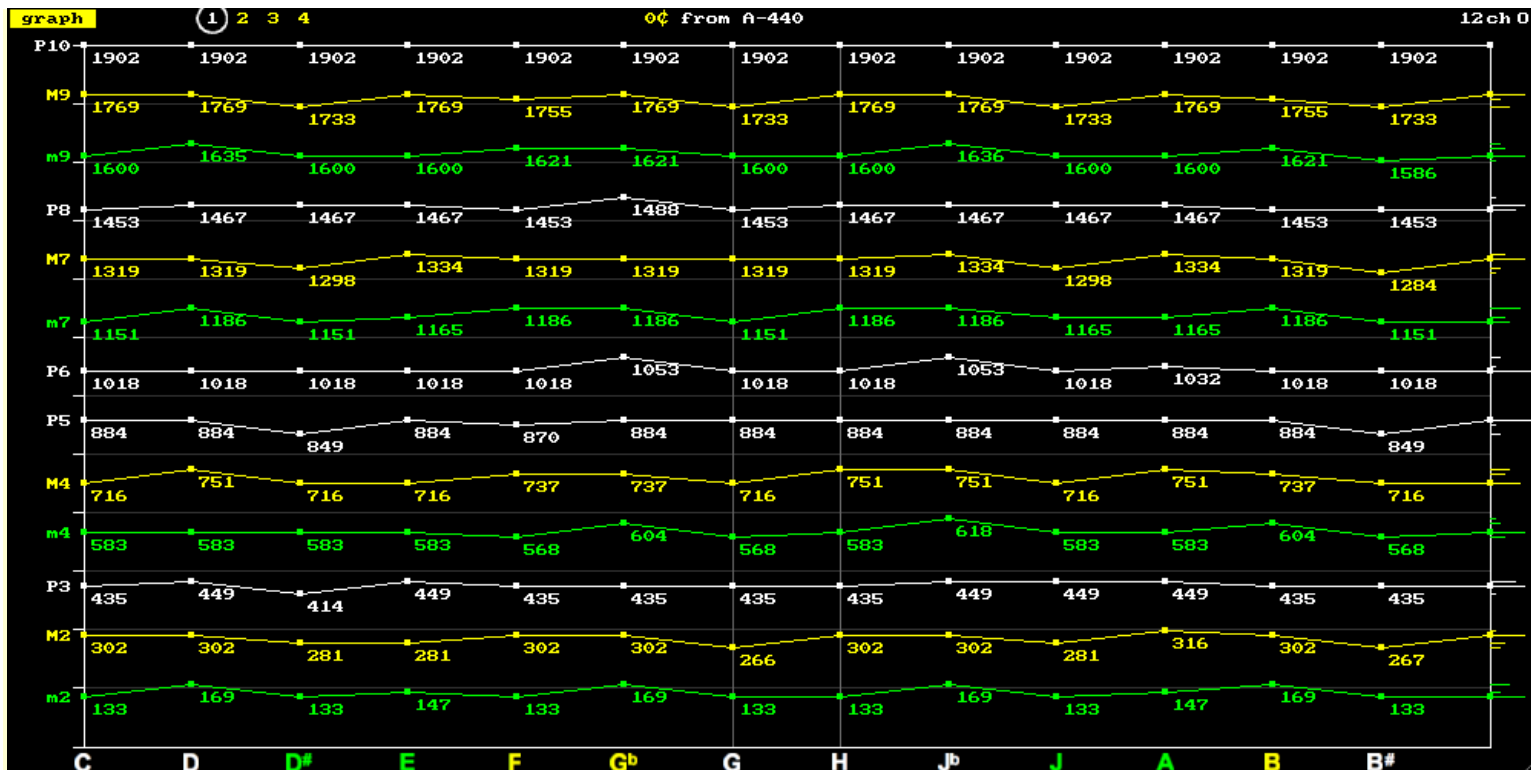 graph 1 2 3 4 0¢ from A-440 12ch 0
P10 1902 1902 1902 1902 1902 1902 1902 1902 1902 1902 1902 1902 1902
M9 1769 1769 1733 1769 1755 1769 1733 1769 1769 1733 1769 1755 1733
m9 1600 1635 1600 1600 1621 1621 1600 1600 1636 1600 1600 1621 1586
P8 1453 1467 1467 1467 1453 1488 1453 1467 1467 1467 1467 1453 1453
M7 1319 1319 1298 1334 1319 1319 1319 1319 1334 1298 1334 1319 1284
m7 1151 1186 1151 1165 1186 1186 1151 1186 1186 1165 1165 1186 1151
P6 1018 1018 1018 1018 1018 1053 1018 1018 1053 1018 1032 1018 1018
P5 884 884 849 884 870 884 884 884 884 884 884 884 849
M4 716 751 716 716 737 737 716 751 751 716 751 737 716
m4 583 583 583 583 568 604 568 583 618 583 583 604 568
P3 435 449 414 449 435 435 435 435 449 449 449 435 435
M2 302 302 281 281 302 302 266 302 302 281 316 302 267
m2 133 169 133 147 133 169 133 133 169 133 147 169 133
C D D# E F Gb G H Jb J A B B#